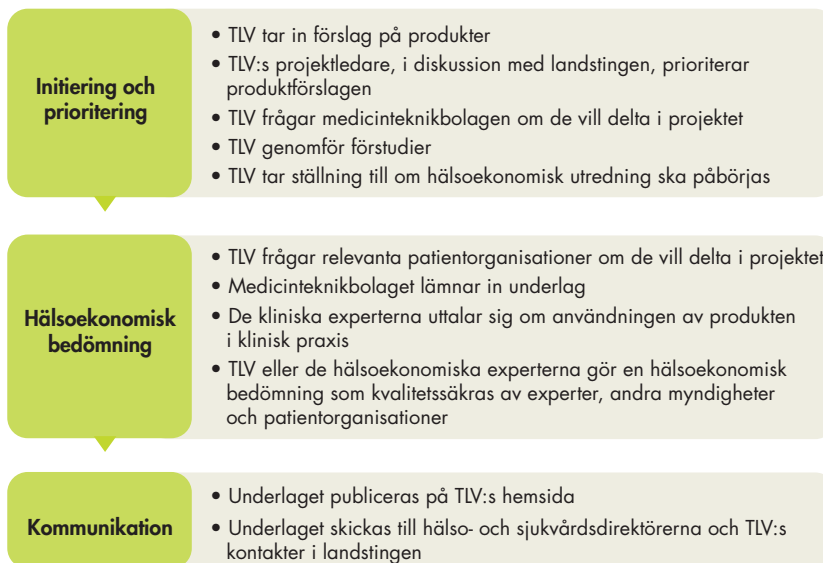 Initiering och
prioritering
• TLV tar in förslag på produkter
• TLV:s projektledare, i diskussion med landstingen, prioriterar
produktförslagen
• TLV frågar medicinteknikbolagen om de vill delta i projektet
• TLV genomför förstudier
• TLV tar ställning till om hälsoekonomisk utredning ska påbörjas
Hälsoekonomisk
bedömning
• TLV frågar relevanta patientorganisationer om de vill delta i projektet
• Medicinteknikbolaget lämnar in underlag
• De kliniska experterna uttalar sig om användningen av produkten
i klinisk praxis
• TLV eller de hälsoekonomiska experterna gör en hälsoekonomisk
bedömning som kvalitetssäkras av experter, andra myndigheter
och patientorganisationer
Kommunikation
• Underlaget publiceras på TLV:s hemsida
• Underlaget skickas till hälso- och sjukvårdsdirektörerna och TLV:s
kontakter i landstingen